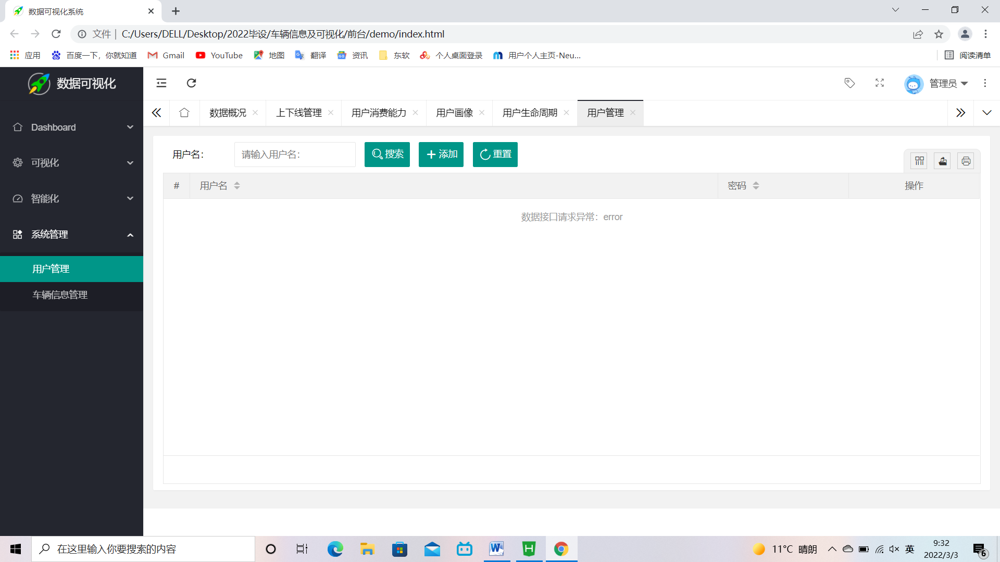 数据可视化系统
文件 | C:/Users/DELL/Desktop/2022毕设/车辆信息及可视化/前台/demo/index.html
应用 百度一下，你就知道 Gmail YouTube 地图 翻译 资讯 东软 个人桌面登录 用户个人主页-Neu... 阅读清单
数据可视化
管理员
数据概况 上下线管理 用户消费能力 用户画像 用户生命周期 用户管理
Dashboard
可视化
智能化
系统管理
用户管理
车辆信息管理
用户名： 请输入用户名： 搜索 添加 重置
# 用户名 密码 操作
数据接口请求异常：error
在这里输入你要搜索的内容
11°C 晴朗 英
9:32
2022/3/3
6